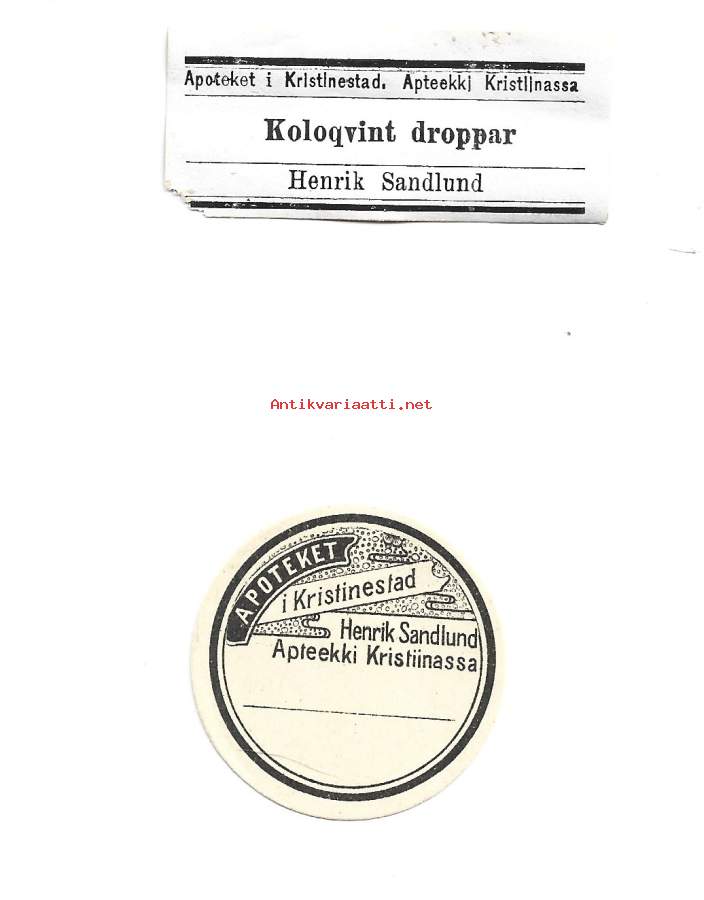 Apoteket i Kristinestad. Apteekki Kristiinassa
Koloqvint droppar
Henrik Sandlund
Antikvariaatti.net
APOTEKET
i Kristinestad
Henrik Sandlund
Apteekki Kristiinassa